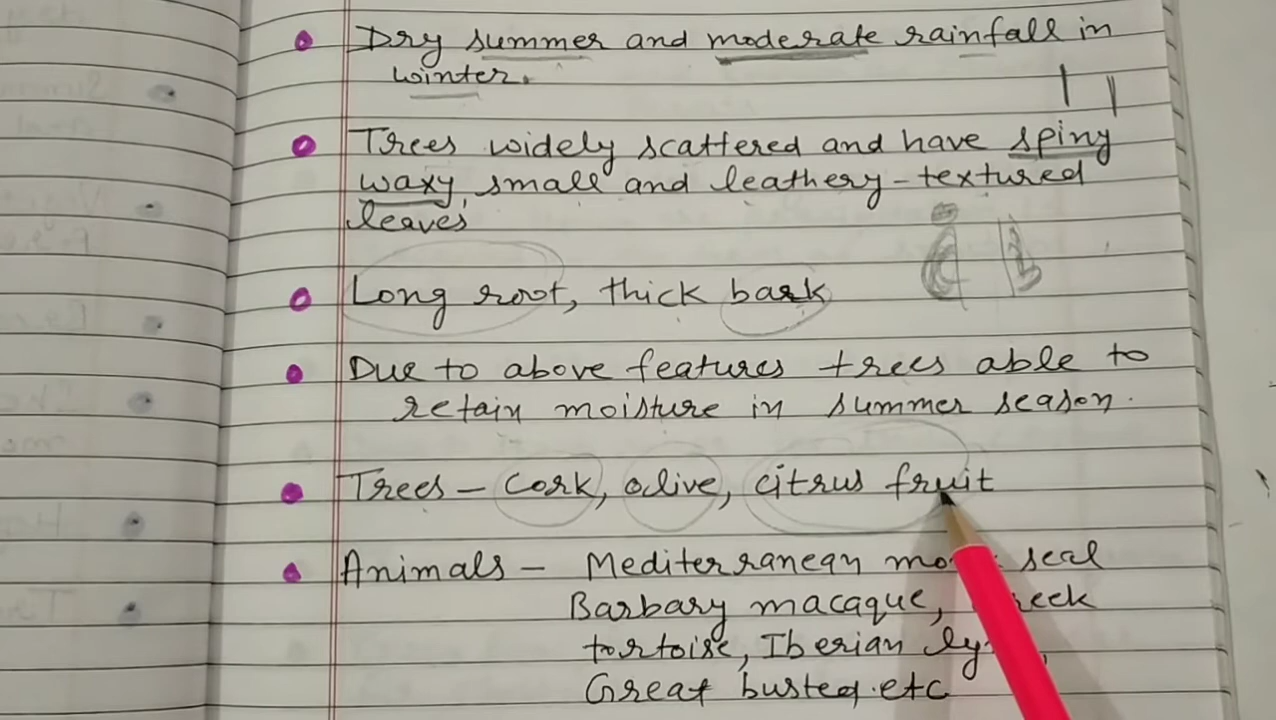 Dry summer and moderate rainfall in
winter.
Trees widely scattered and have spiny
waxy, small and leathery-textured
leaves
Long root, thick bark
Due to above features trees able to
retain moisture in summer season.
Trees - cork, olive, citrus fruit
Animals - Mediterranean seal
Barbary macaque,
tortoise, Iberian
Great busted.etc